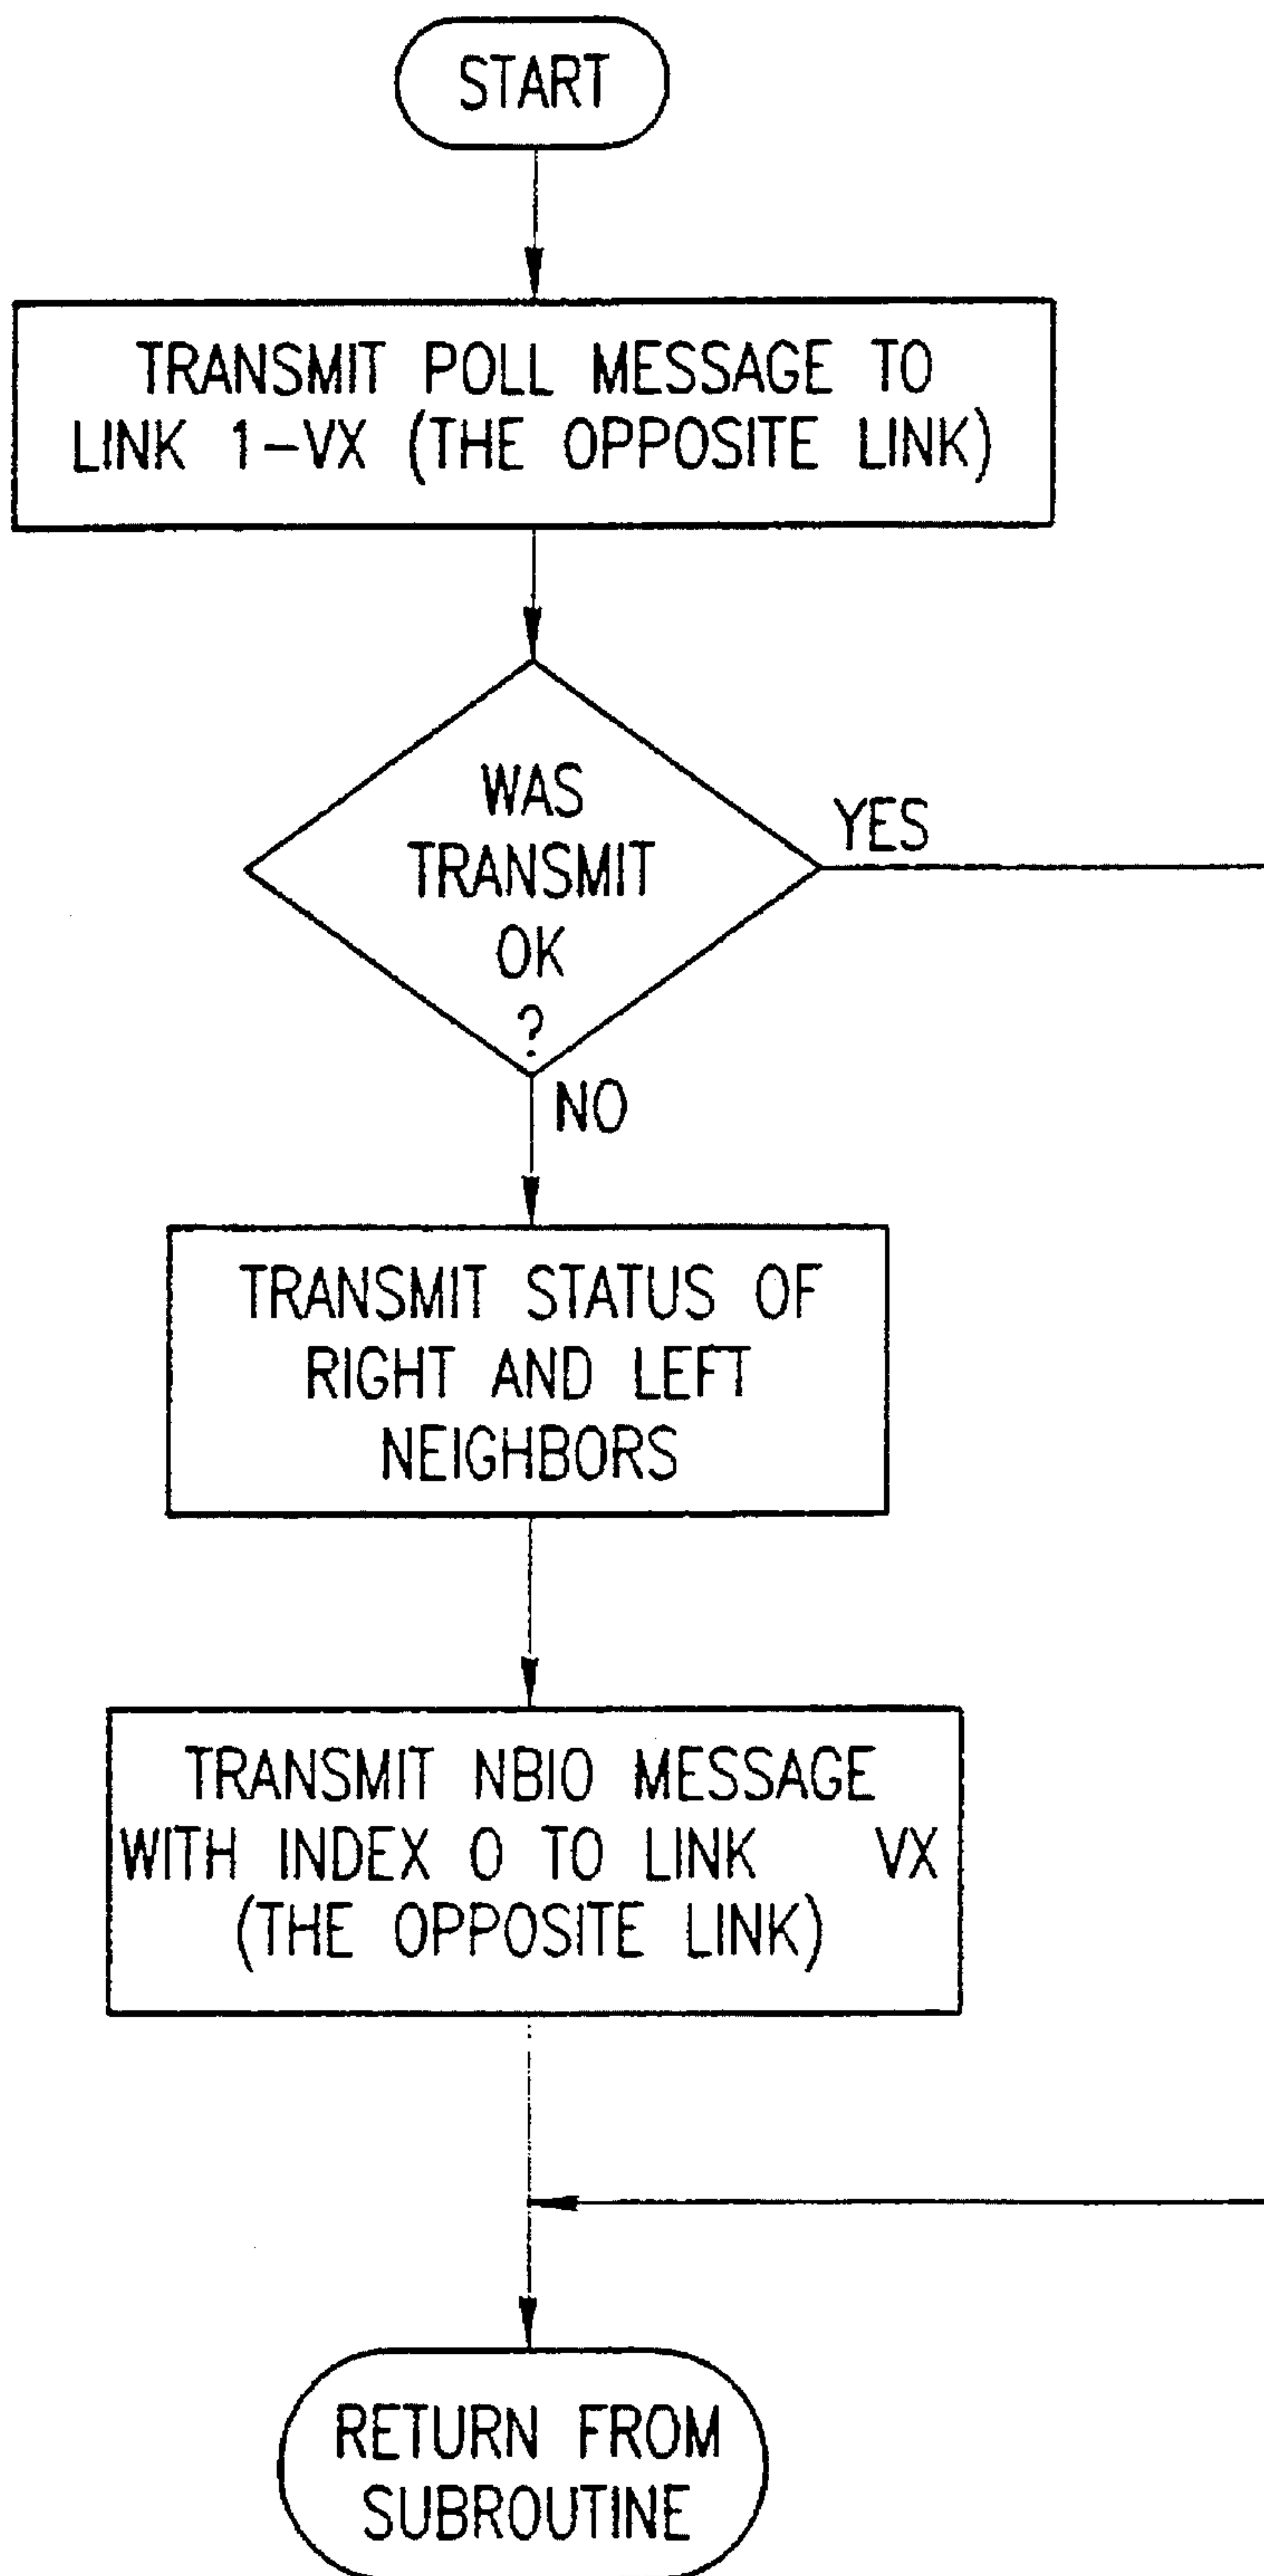 START
TRANSMIT POLL MESSAGE TO
LINK 1-VX (THE OPPOSITE LINK)
WAS
TRANSMIT
OK
?
YES
NO
TRANSMIT STATUS OF
RIGHT AND LEFT
NEIGHBORS
TRANSMIT NBIO MESSAGE
WITH INDEX 0 TO LINK VX
(THE OPPOSITE LINK)
RETURN FROM
SUBROUTINE